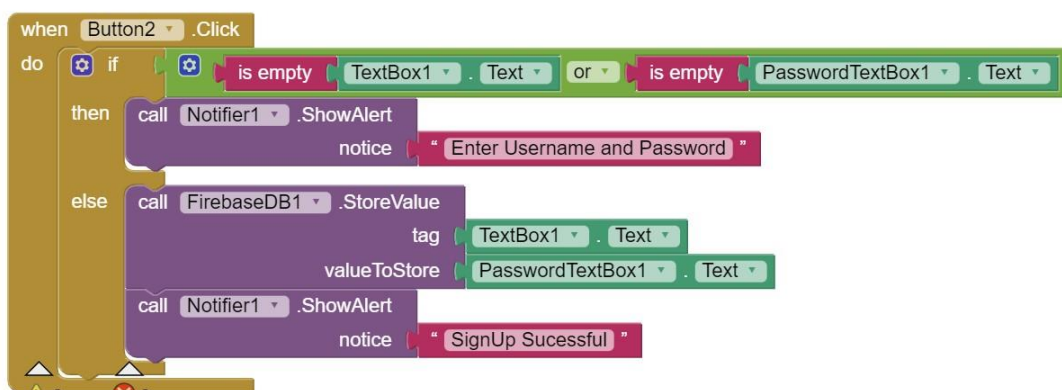 when Button2 .Click
do if is empty TextBox1 . Text or is empty PasswordTextBox1 . Text
then call Notifier1 .ShowAlert
notice " Enter Username and Password "
else call FirebaseDB1 .StoreValue
tag TextBox1 . Text
valueToStore PasswordTextBox1 . Text
call Notifier1 .ShowAlert
notice " SignUp Sucessful "